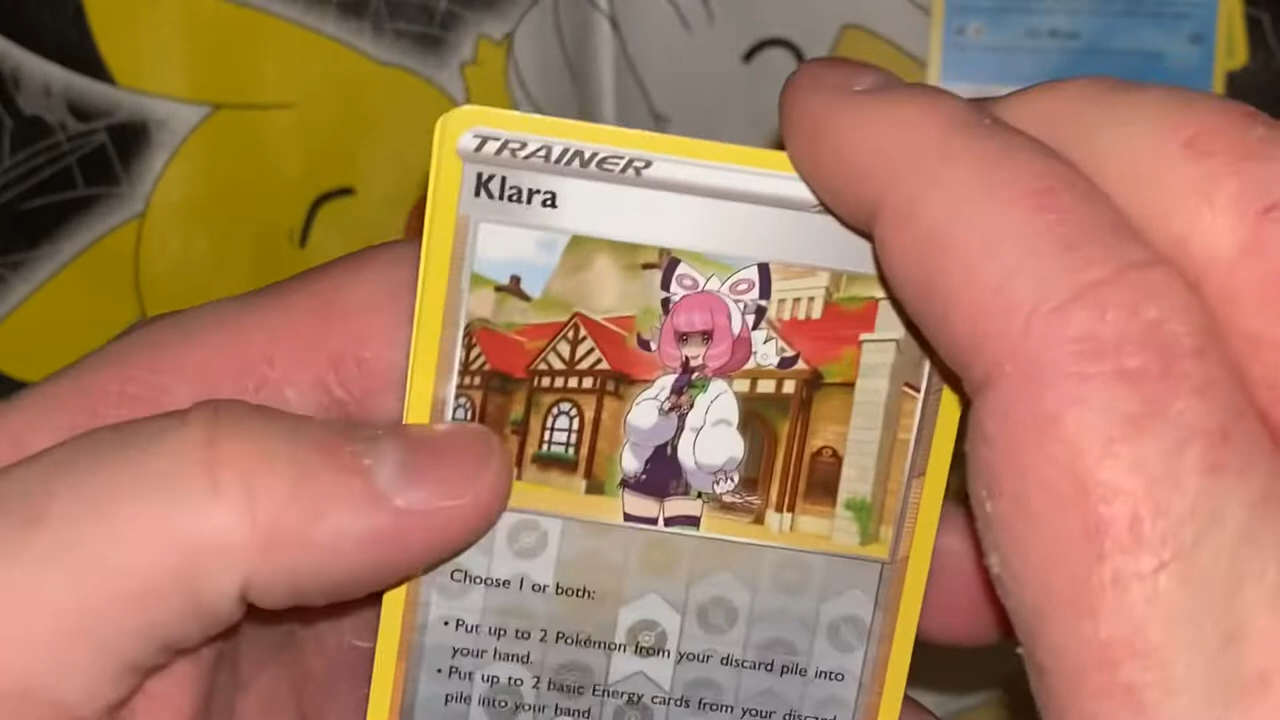 TRAINER
Klara
Choose 1 or both:
• Put up to 2 Pokémon from your discard pile into
your hand.
• Put up to 2 basic Energy cards from your discard
pile into your hand.